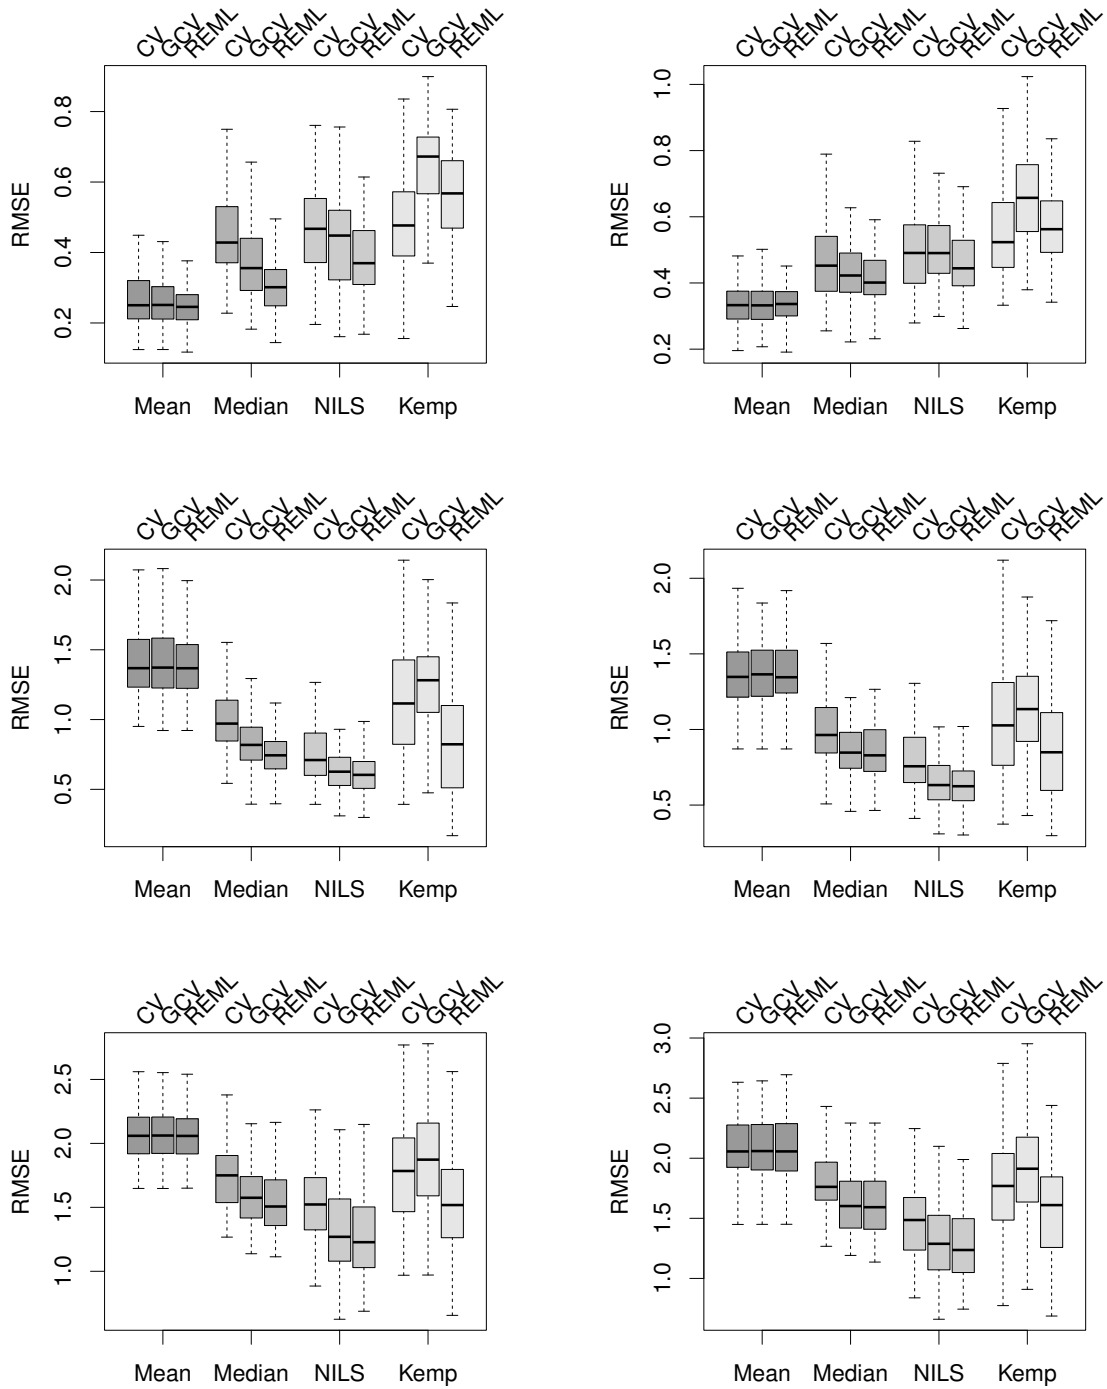 CV GCV REML CV GCV REML CV GCV REML CV GCV REML
RMSE
0.2 0.4 0.6 0.8
Mean Median NILS Kemp
CV GCV REML CV GCV REML CV GCV REML CV GCV REML
RMSE
0.2 0.4 0.6 0.8 1.0
Mean Median NILS Kemp
CV GCV REML CV GCV REML CV GCV REML CV GCV REML
RMSE
0.5 1.0 1.5 2.0
Mean Median NILS Kemp
CV GCV REML CV GCV REML CV GCV REML CV GCV REML
RMSE
0.5 1.0 1.5 2.0
Mean Median NILS Kemp
CV GCV REML CV GCV REML CV GCV REML CV GCV REML
RMSE
1.0 1.5 2.0 2.5
Mean Median NILS Kemp
CV GCV REML CV GCV REML CV GCV REML CV GCV REML
RMSE
1.0 1.5 2.0 2.5 3.0
Mean Median NILS Kemp